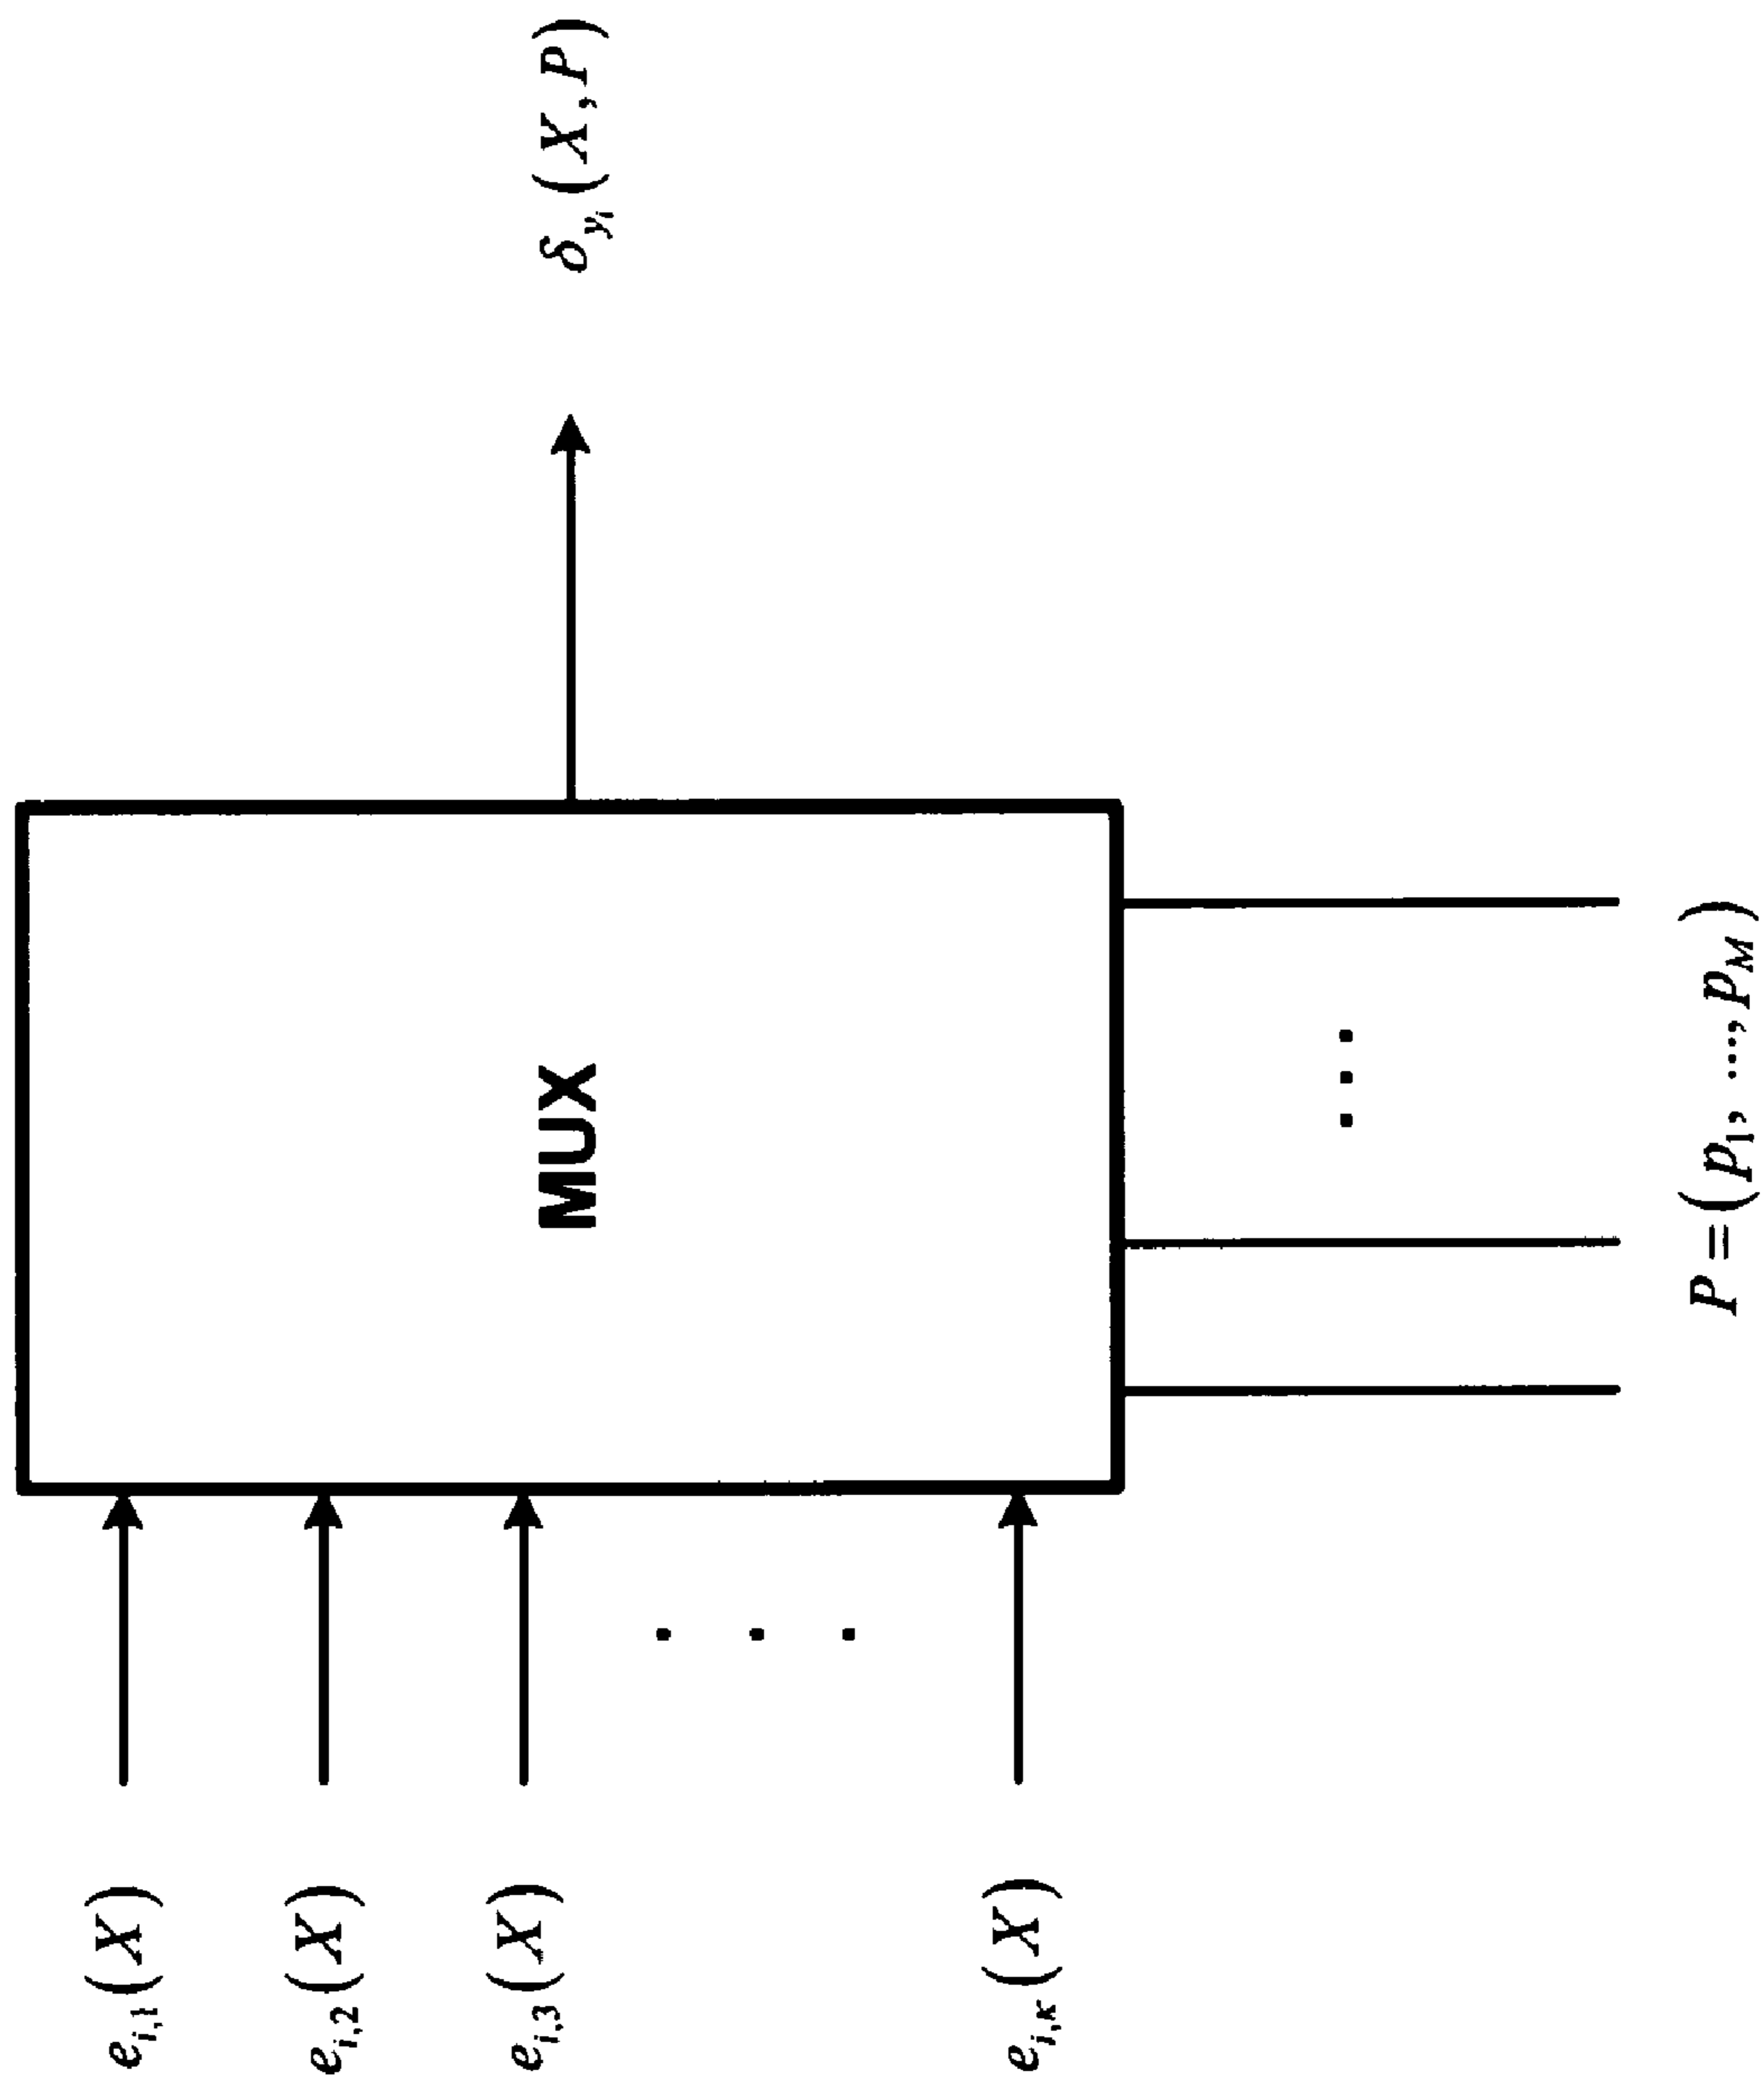 e_{i,1}(X)
e_{i,2}(X)
e_{i,3}(X)
. . .
e_{i,κ}(X)
MUX
δ_{y_i}(X, P)
. . .
P = (p_1, ..., p_M)